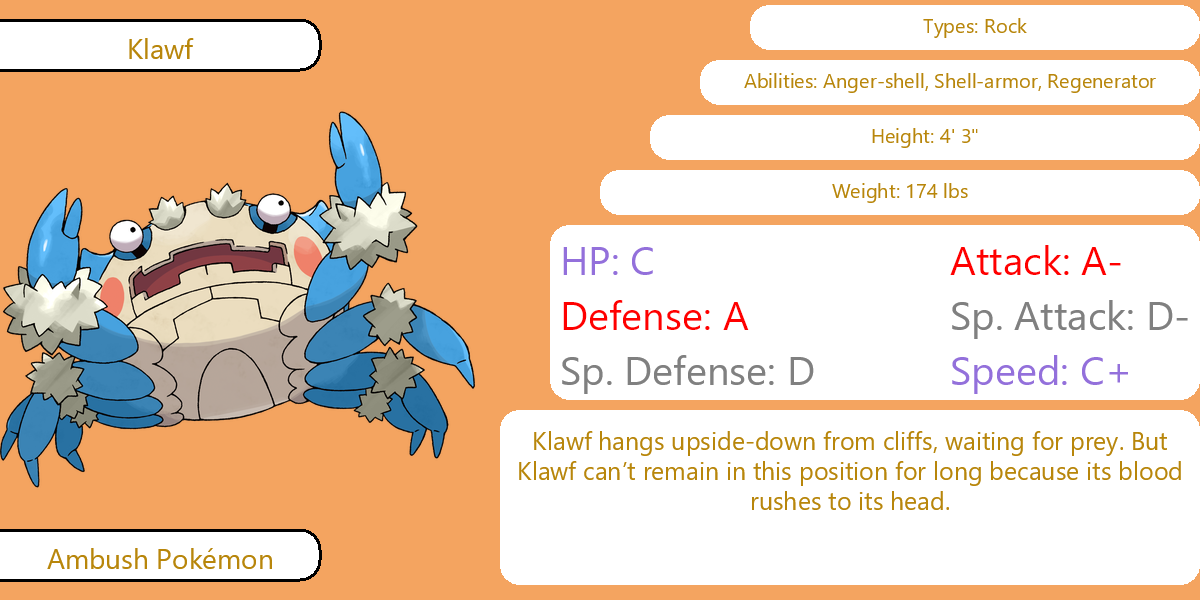 Klawf
Types: Rock
Abilities: Anger-shell, Shell-armor, Regenerator
Height: 4' 3"
Weight: 174 lbs
HP: C
Attack: A-
Defense: A
Sp. Attack: D-
Sp. Defense: D
Speed: C+
Klawf hangs upside-down from cliffs, waiting for prey. But
Klawf can’t remain in this position for long because its blood
rushes to its head.
Ambush Pokémon